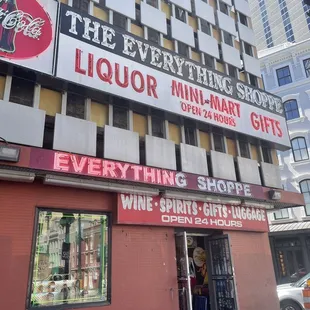 Coca-Cola
THE EVERYTHING SHOPPE
LIQUOR MINI-MART GIFTS
OPEN 24 HOURS
EVERYTHING SHOPPE
WINE·SPIRITS·GIFTS·LUGGAGE
OPEN 24 HOURS